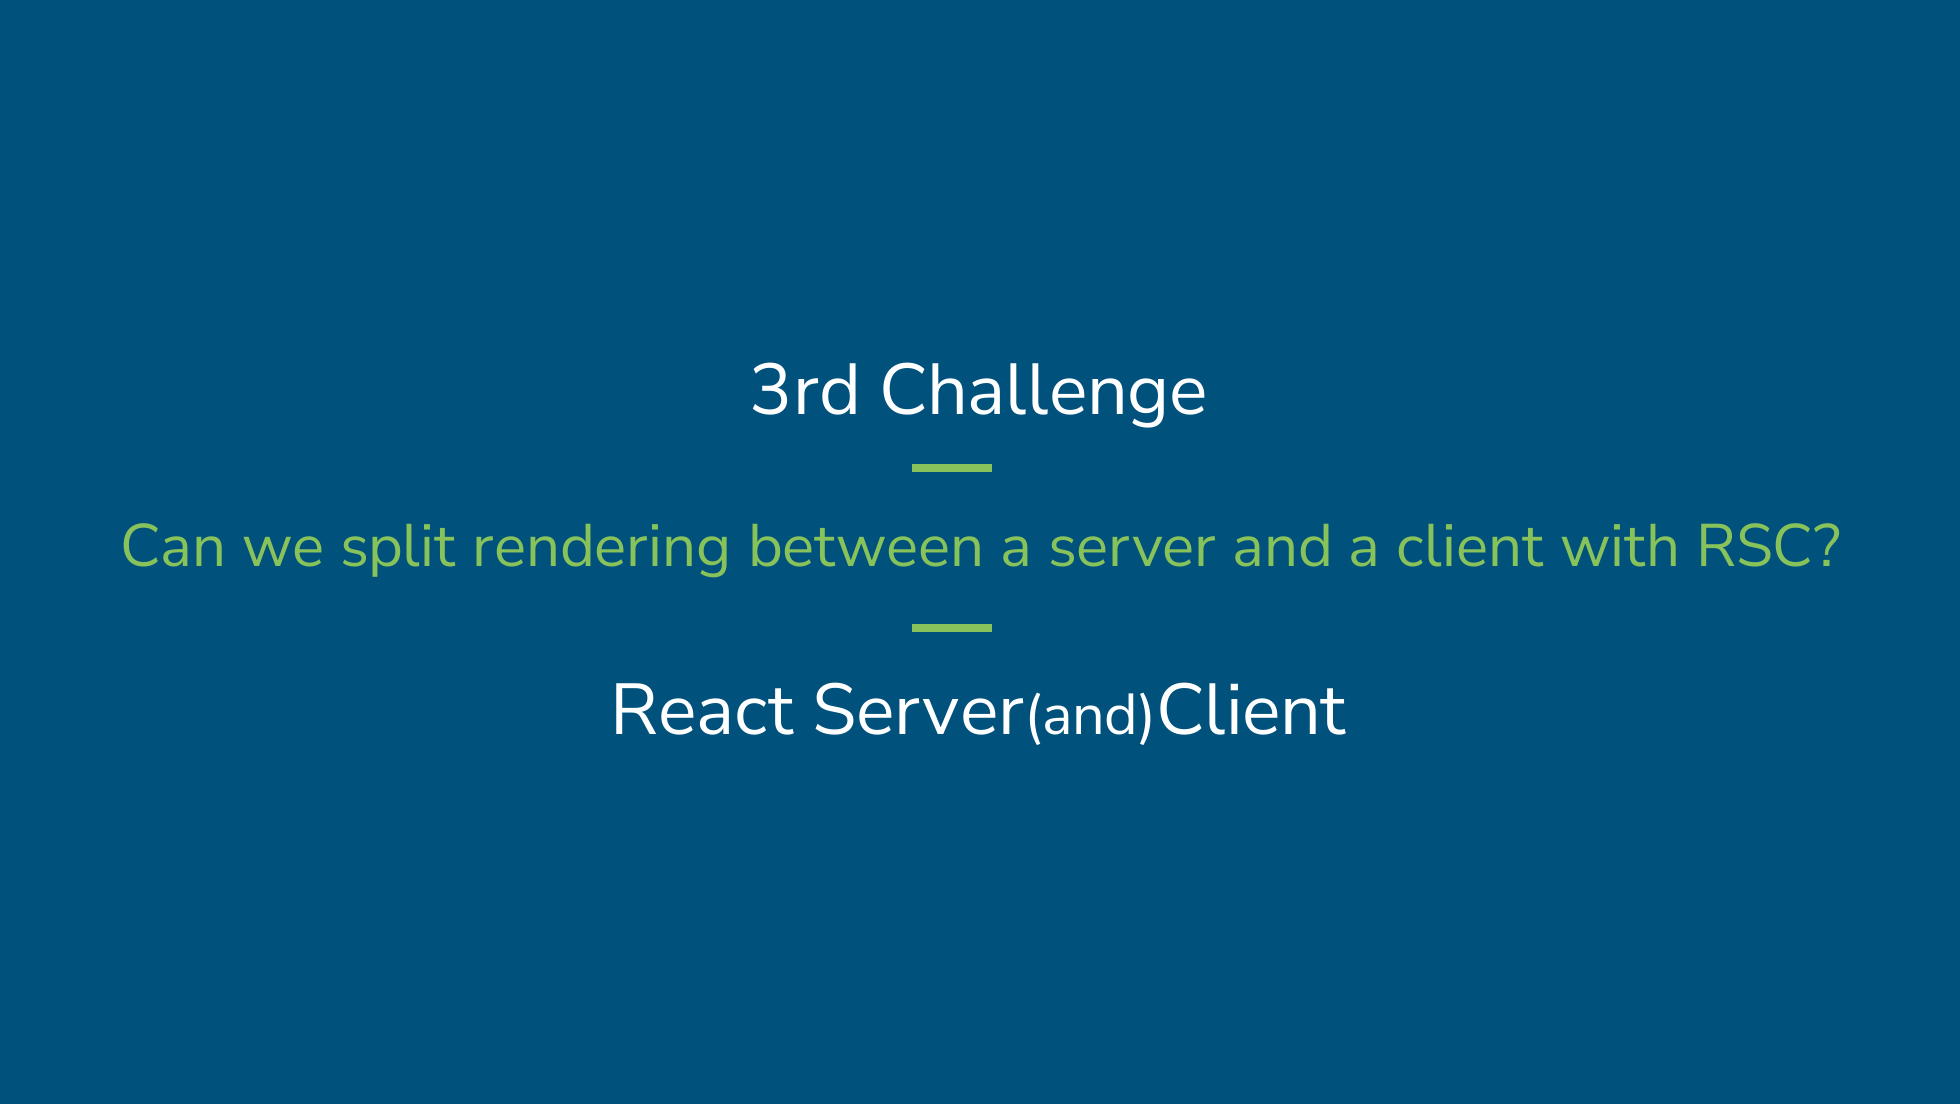 3rd Challenge
Can we split rendering between a server and a client with RSC?
React Server(and)Client